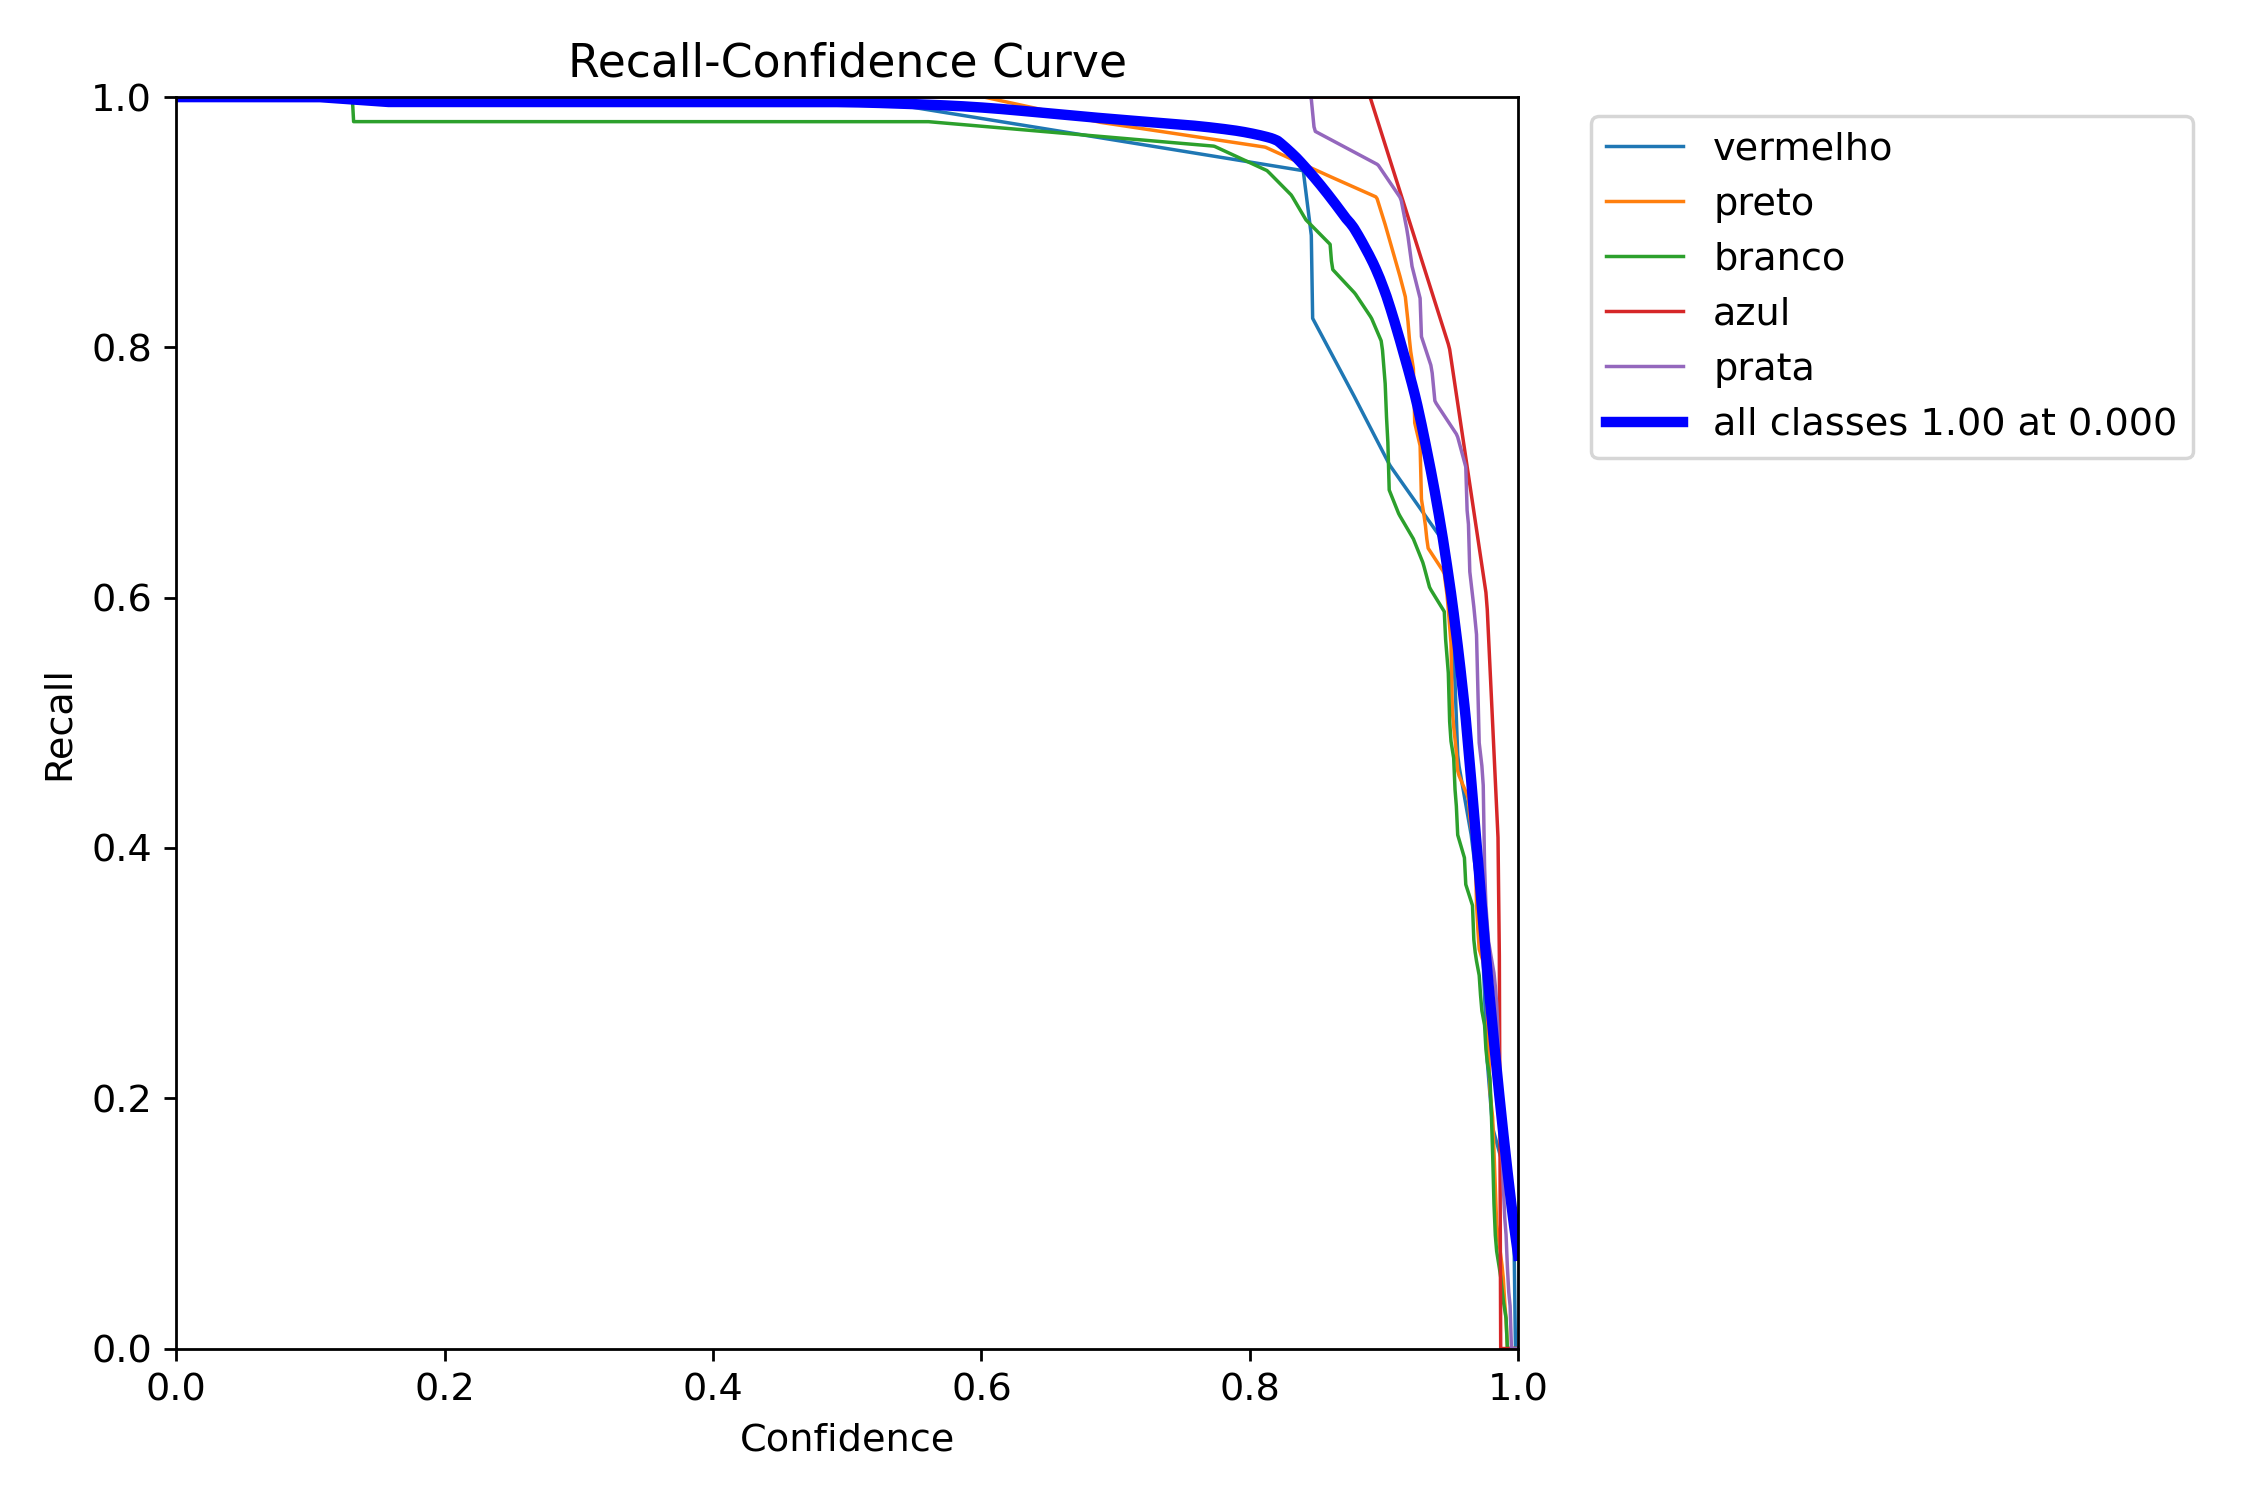 Recall-Confidence Curve
1.0
0.8
0.6
0.4
0.2
0.0
Recall
0.0 0.2 0.4 0.6 0.8 1.0
Confidence
vermelho
preto
branco
azul
prata
all classes 1.00 at 0.000